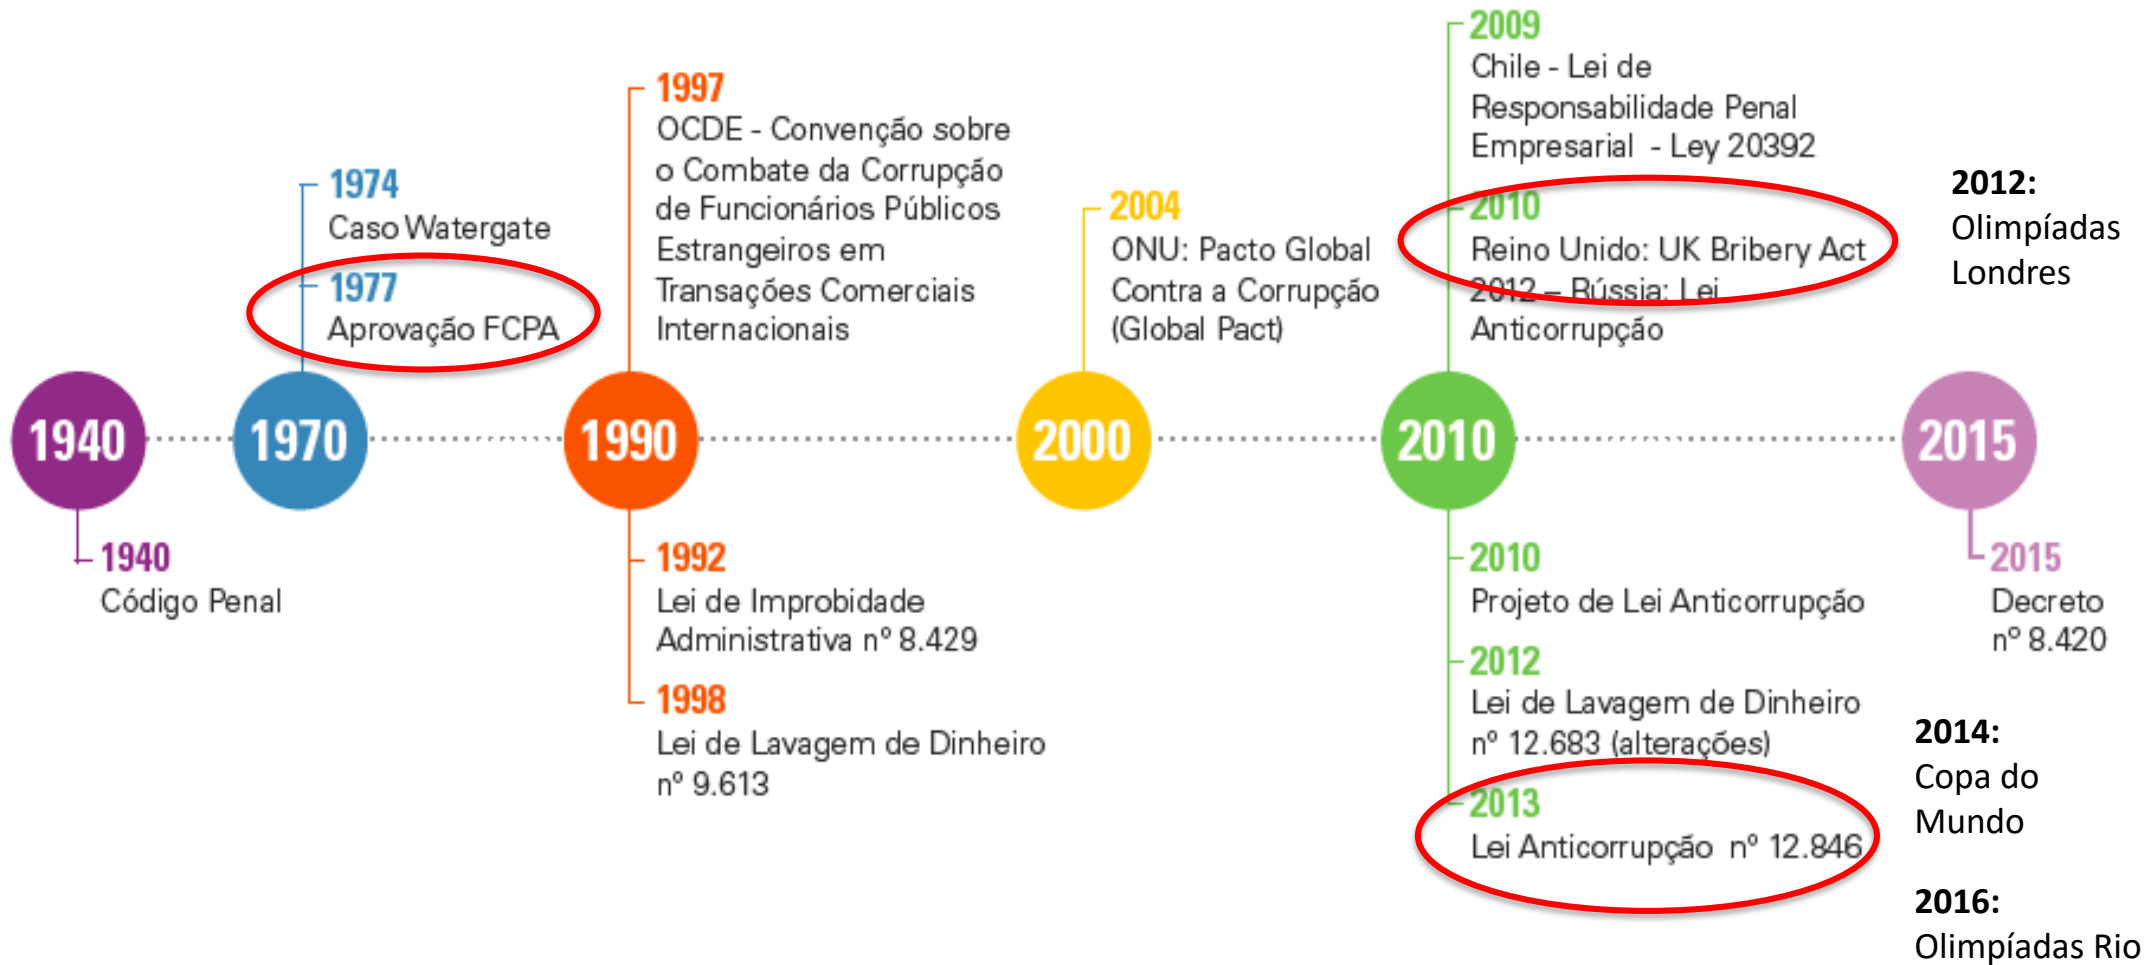 1974
Caso Watergate
1977
Aprovação FCPA
1997
OCDE - Convenção sobre
o Combate da Corrupção
de Funcionários Públicos
Estrangeiros em
Transações Comerciais
Internacionais
2004
ONU: Pacto Global
Contra a Corrupção
(Global Pact)
2009
Chile - Lei de
Responsabilidade Penal
Empresarial - Ley 20392
2010
Reino Unido: UK Bribery Act
2012 – Rússia: Lei
Anticorrupção
2012:
Olimpíadas
Londres
1940
1970
1990
2000
2010
2015
1940
Código Penal
1992
Lei de Improbidade
Administrativa nº 8.429
1998
Lei de Lavagem de Dinheiro
nº 9.613
2010
Projeto de Lei Anticorrupção
2012
Lei de Lavagem de Dinheiro
nº 12.683 (alterações)
2013
Lei Anticorrupção nº 12.846
2015
Decreto
nº 8.420
2014:
Copa do
Mundo
2016:
Olimpíadas Rio